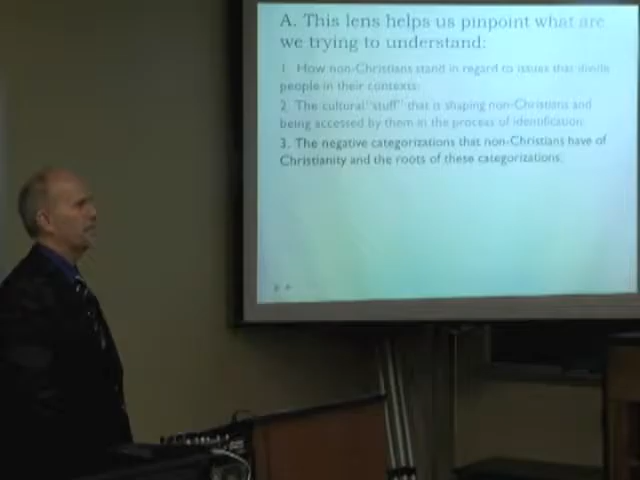 A. This lens helps us pinpoint what are
we trying to understand:
1. How non-Christians stand in regard to issues that divide
people in their contexts.
2. The cultural "stuff" that is shaping non-Christians and
being accessed by them in the process of identification.
3. The negative categorizations that non-Christians have of
Christianity and the roots of these categorizations.